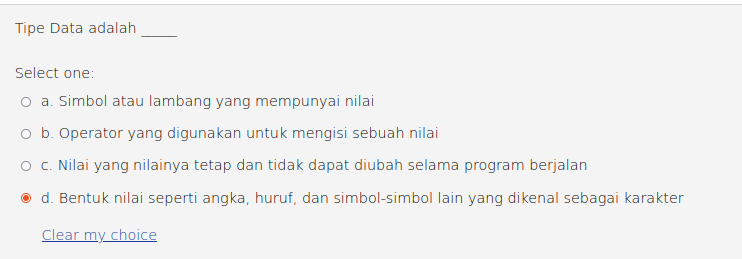 Tipe Data adalah _____
Select one:
a. Simbol atau lambang yang mempunyai nilai
b. Operator yang digunakan untuk mengisi sebuah nilai
c. Nilai yang nilainya tetap dan tidak dapat diubah selama program berjalan
d. Bentuk nilai seperti angka, huruf, dan simbol-simbol lain yang dikenal sebagai karakter
Clear my choice